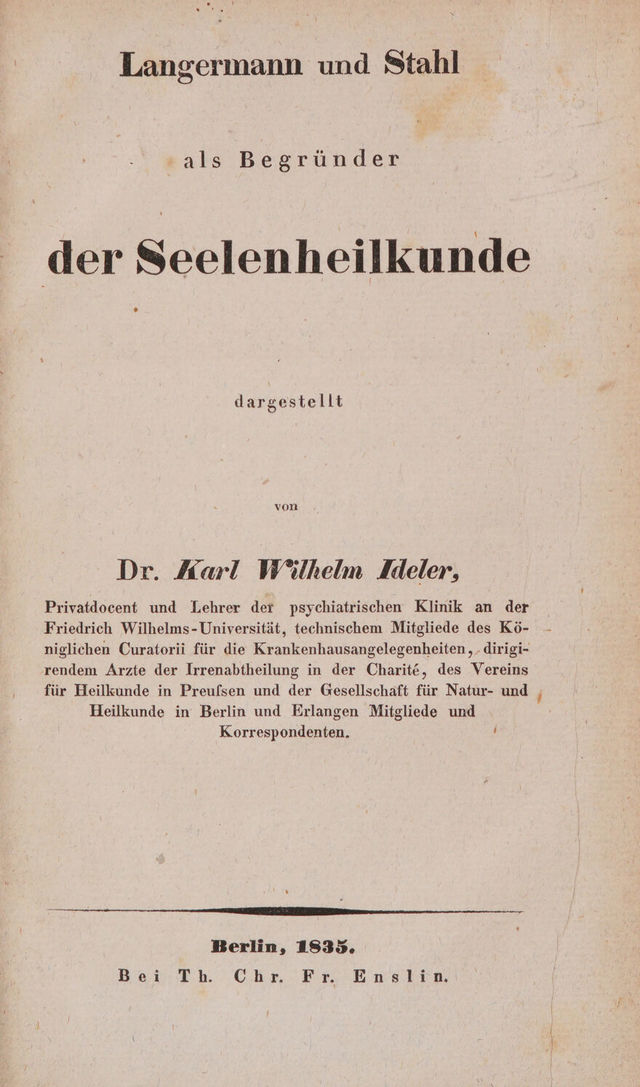 Langermann und Stahl
als Begründer
der Seelenheilkunde
dargestellt
von
Dr. Karl Wilhelm Ideler,
Privatdocent und Lehrer der psychiatrischen Klinik an der
Friedrich Wilhelms-Universität, technischem Mitgliede des Kö-
niglichen Curatorii für die Krankenhausangelegenheiten, dirigi-
rendem Arzte der Irrenabtheilung in der Charité, des Vereins
für Heilkunde in Preuſsen und der Gesellschaft für Natur- und
Heilkunde in Berlin und Erlangen Mitgliede und
Korrespondenten.
Berlin, 1835.
Bei Th. Chr. Fr. Enslin.